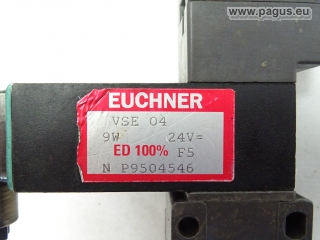 www.pagus.eu
EUCHNER
VSE 04
9W 24V=
ED 100% F5
N P9504546